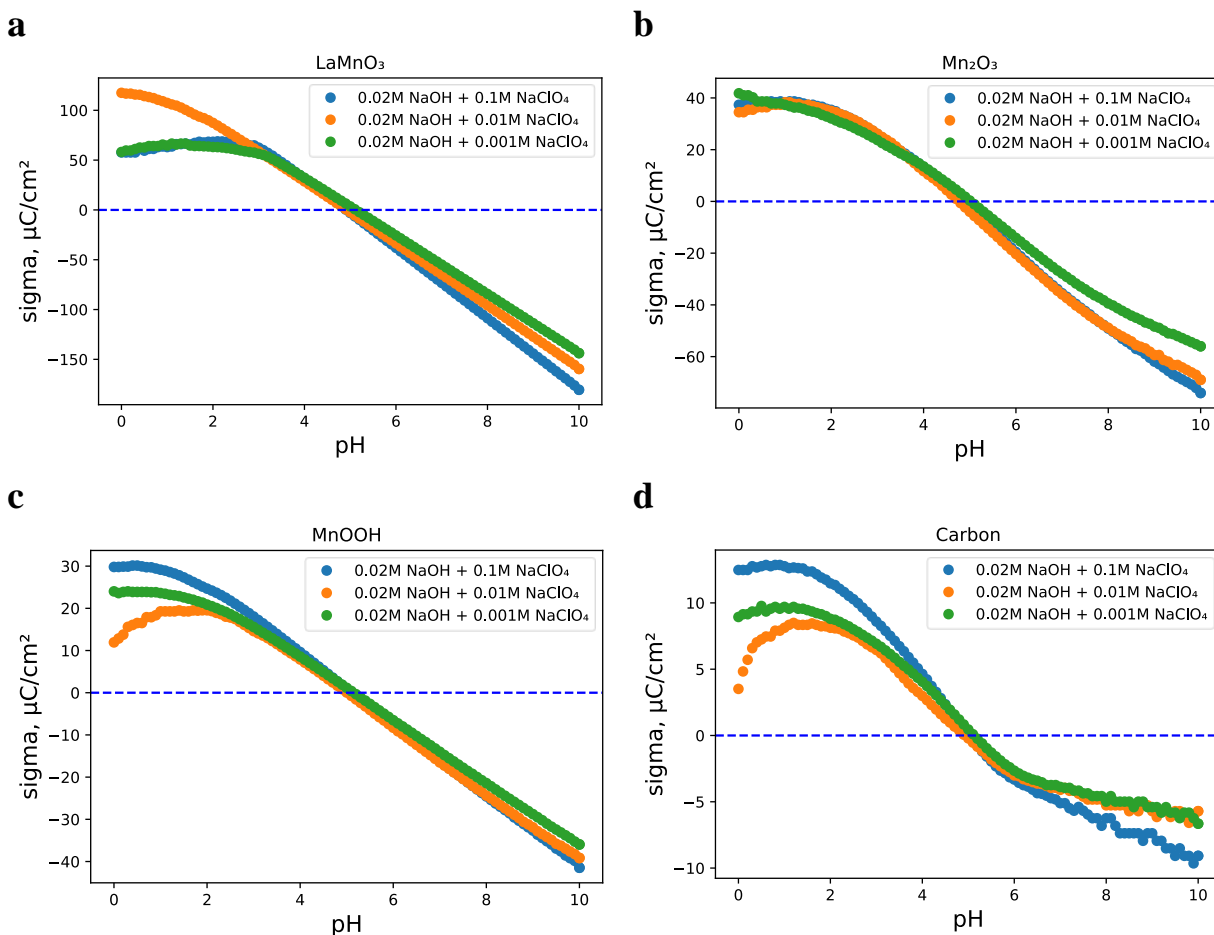 a
LaMnO₃
0.02M NaOH + 0.1M NaClO₄
0.02M NaOH + 0.01M NaClO₄
0.02M NaOH + 0.001M NaClO₄
sigma, μC/cm²
100
50
0
−50
−100
−150
0 2 4 6 8 10
pH
b
Mn₂O₃
0.02M NaOH + 0.1M NaClO₄
0.02M NaOH + 0.01M NaClO₄
0.02M NaOH + 0.001M NaClO₄
sigma, μC/cm²
40
20
0
−20
−40
−60
0 2 4 6 8 10
pH
c
MnOOH
0.02M NaOH + 0.1M NaClO₄
0.02M NaOH + 0.01M NaClO₄
0.02M NaOH + 0.001M NaClO₄
sigma, μC/cm²
30
20
10
0
−10
−20
−30
−40
0 2 4 6 8 10
pH
d
Carbon
0.02M NaOH + 0.1M NaClO₄
0.02M NaOH + 0.01M NaClO₄
0.02M NaOH + 0.001M NaClO₄
sigma, μC/cm²
10
5
0
−5
−10
0 2 4 6 8 10
pH